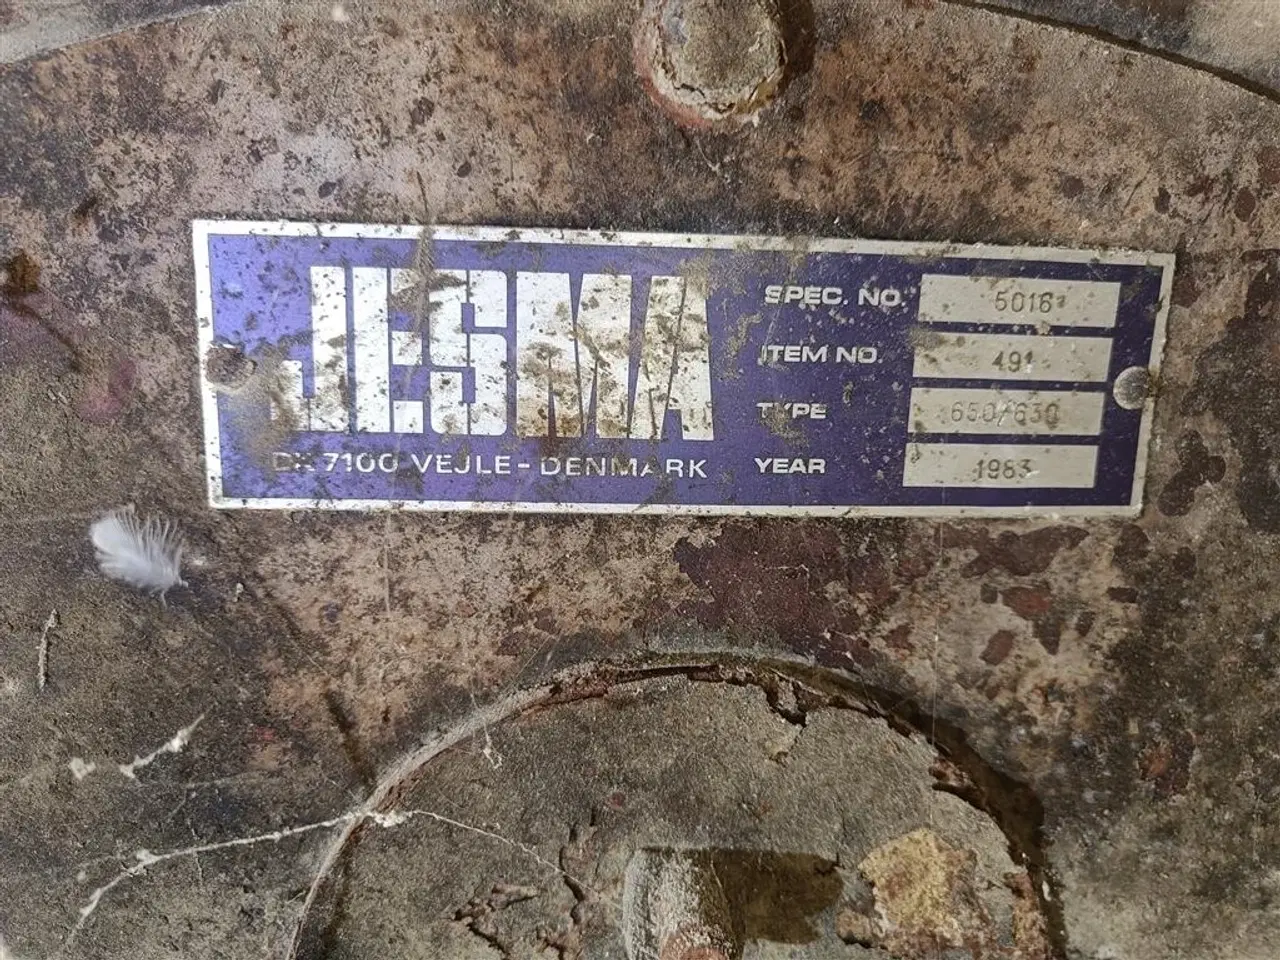 JESMA
DK 7100 VEJLE - DENMARK
SPEC. NO. 5016
ITEM NO. 491
TYPE 650/630
YEAR 1983